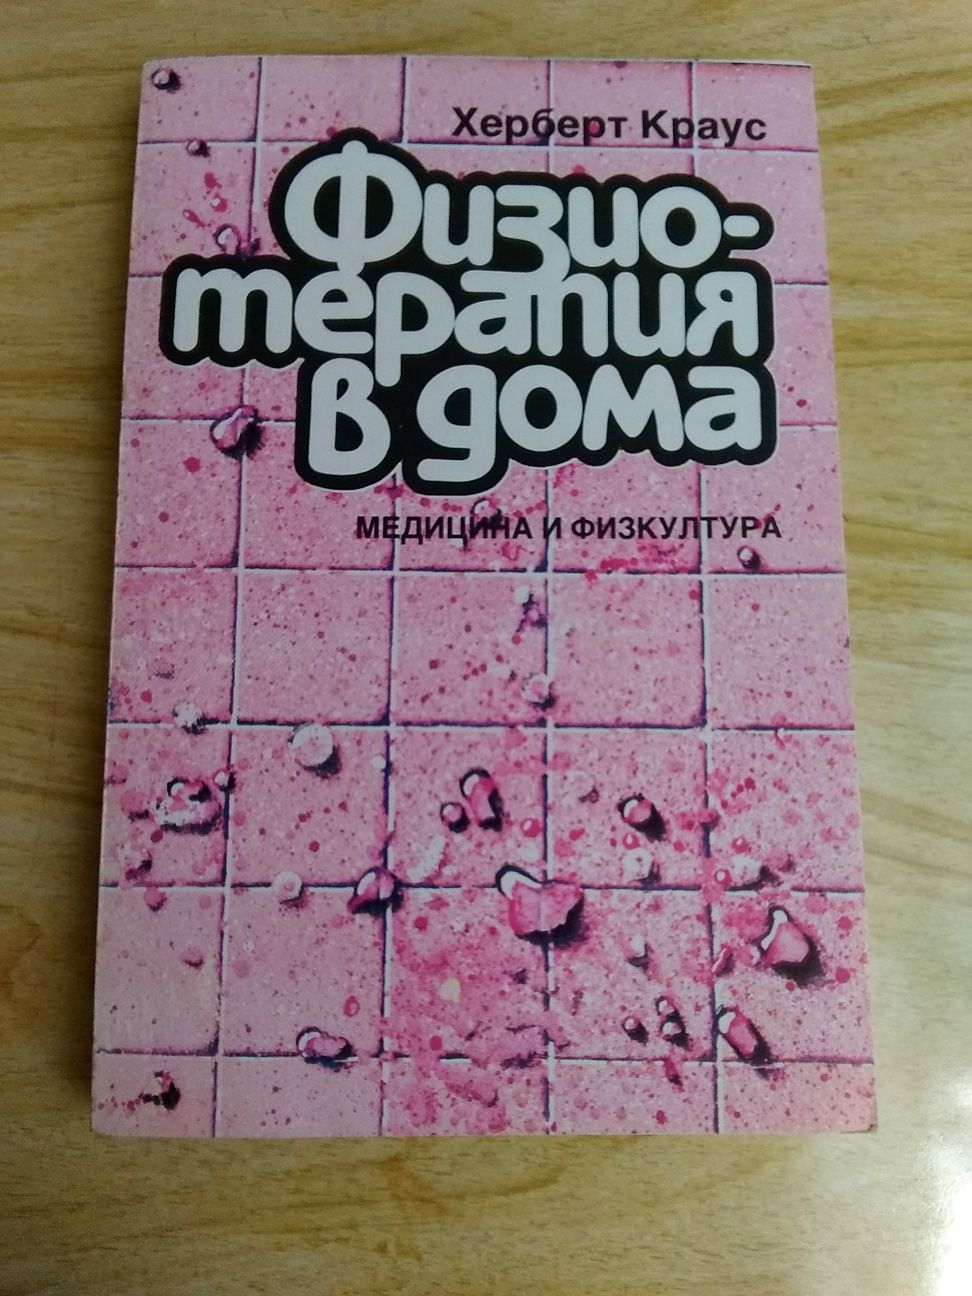 Херберт Краус
Физио-
терапия
в дома
МЕДИЦИНА И ФИЗКУЛТУРА